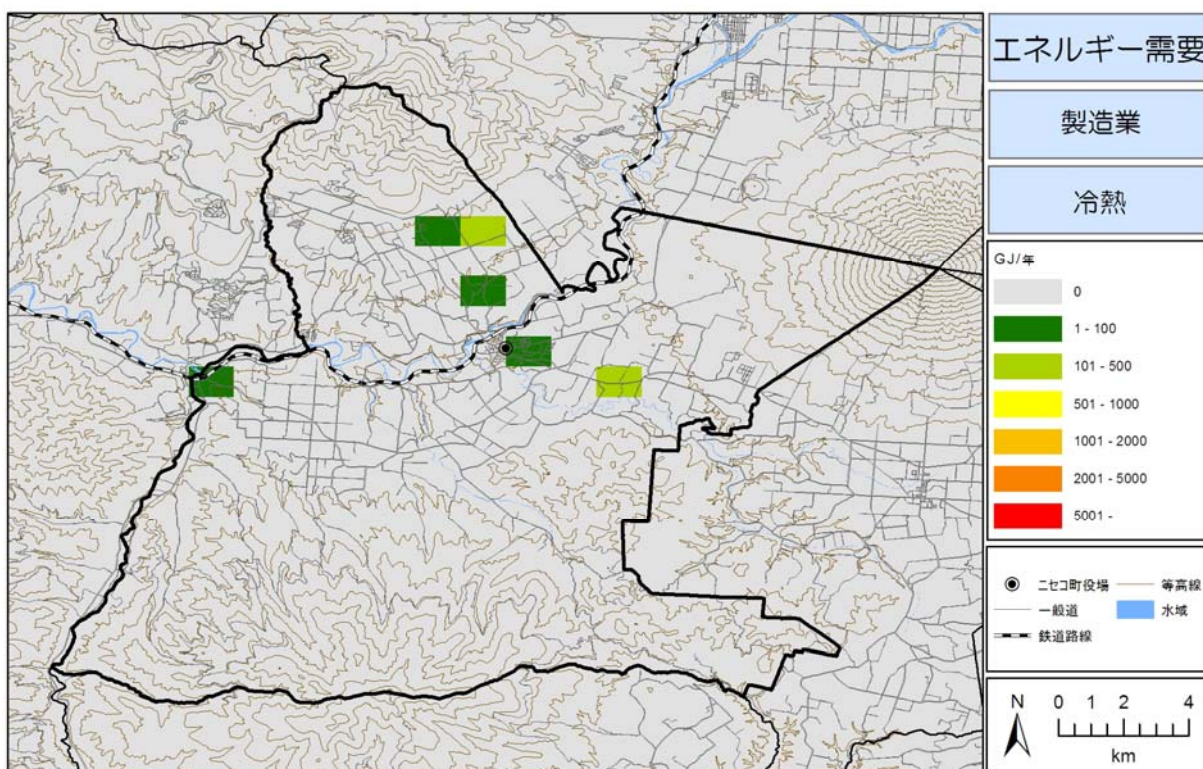 エネルギー需要
製造業
冷熱
GJ/年
0
1 - 100
101 - 500
501 - 1000
1001 - 2000
2001 - 5000
5001 -
ニセコ町役場
等高線
一般道
水域
鉄道路線
N
0 1 2 4
km